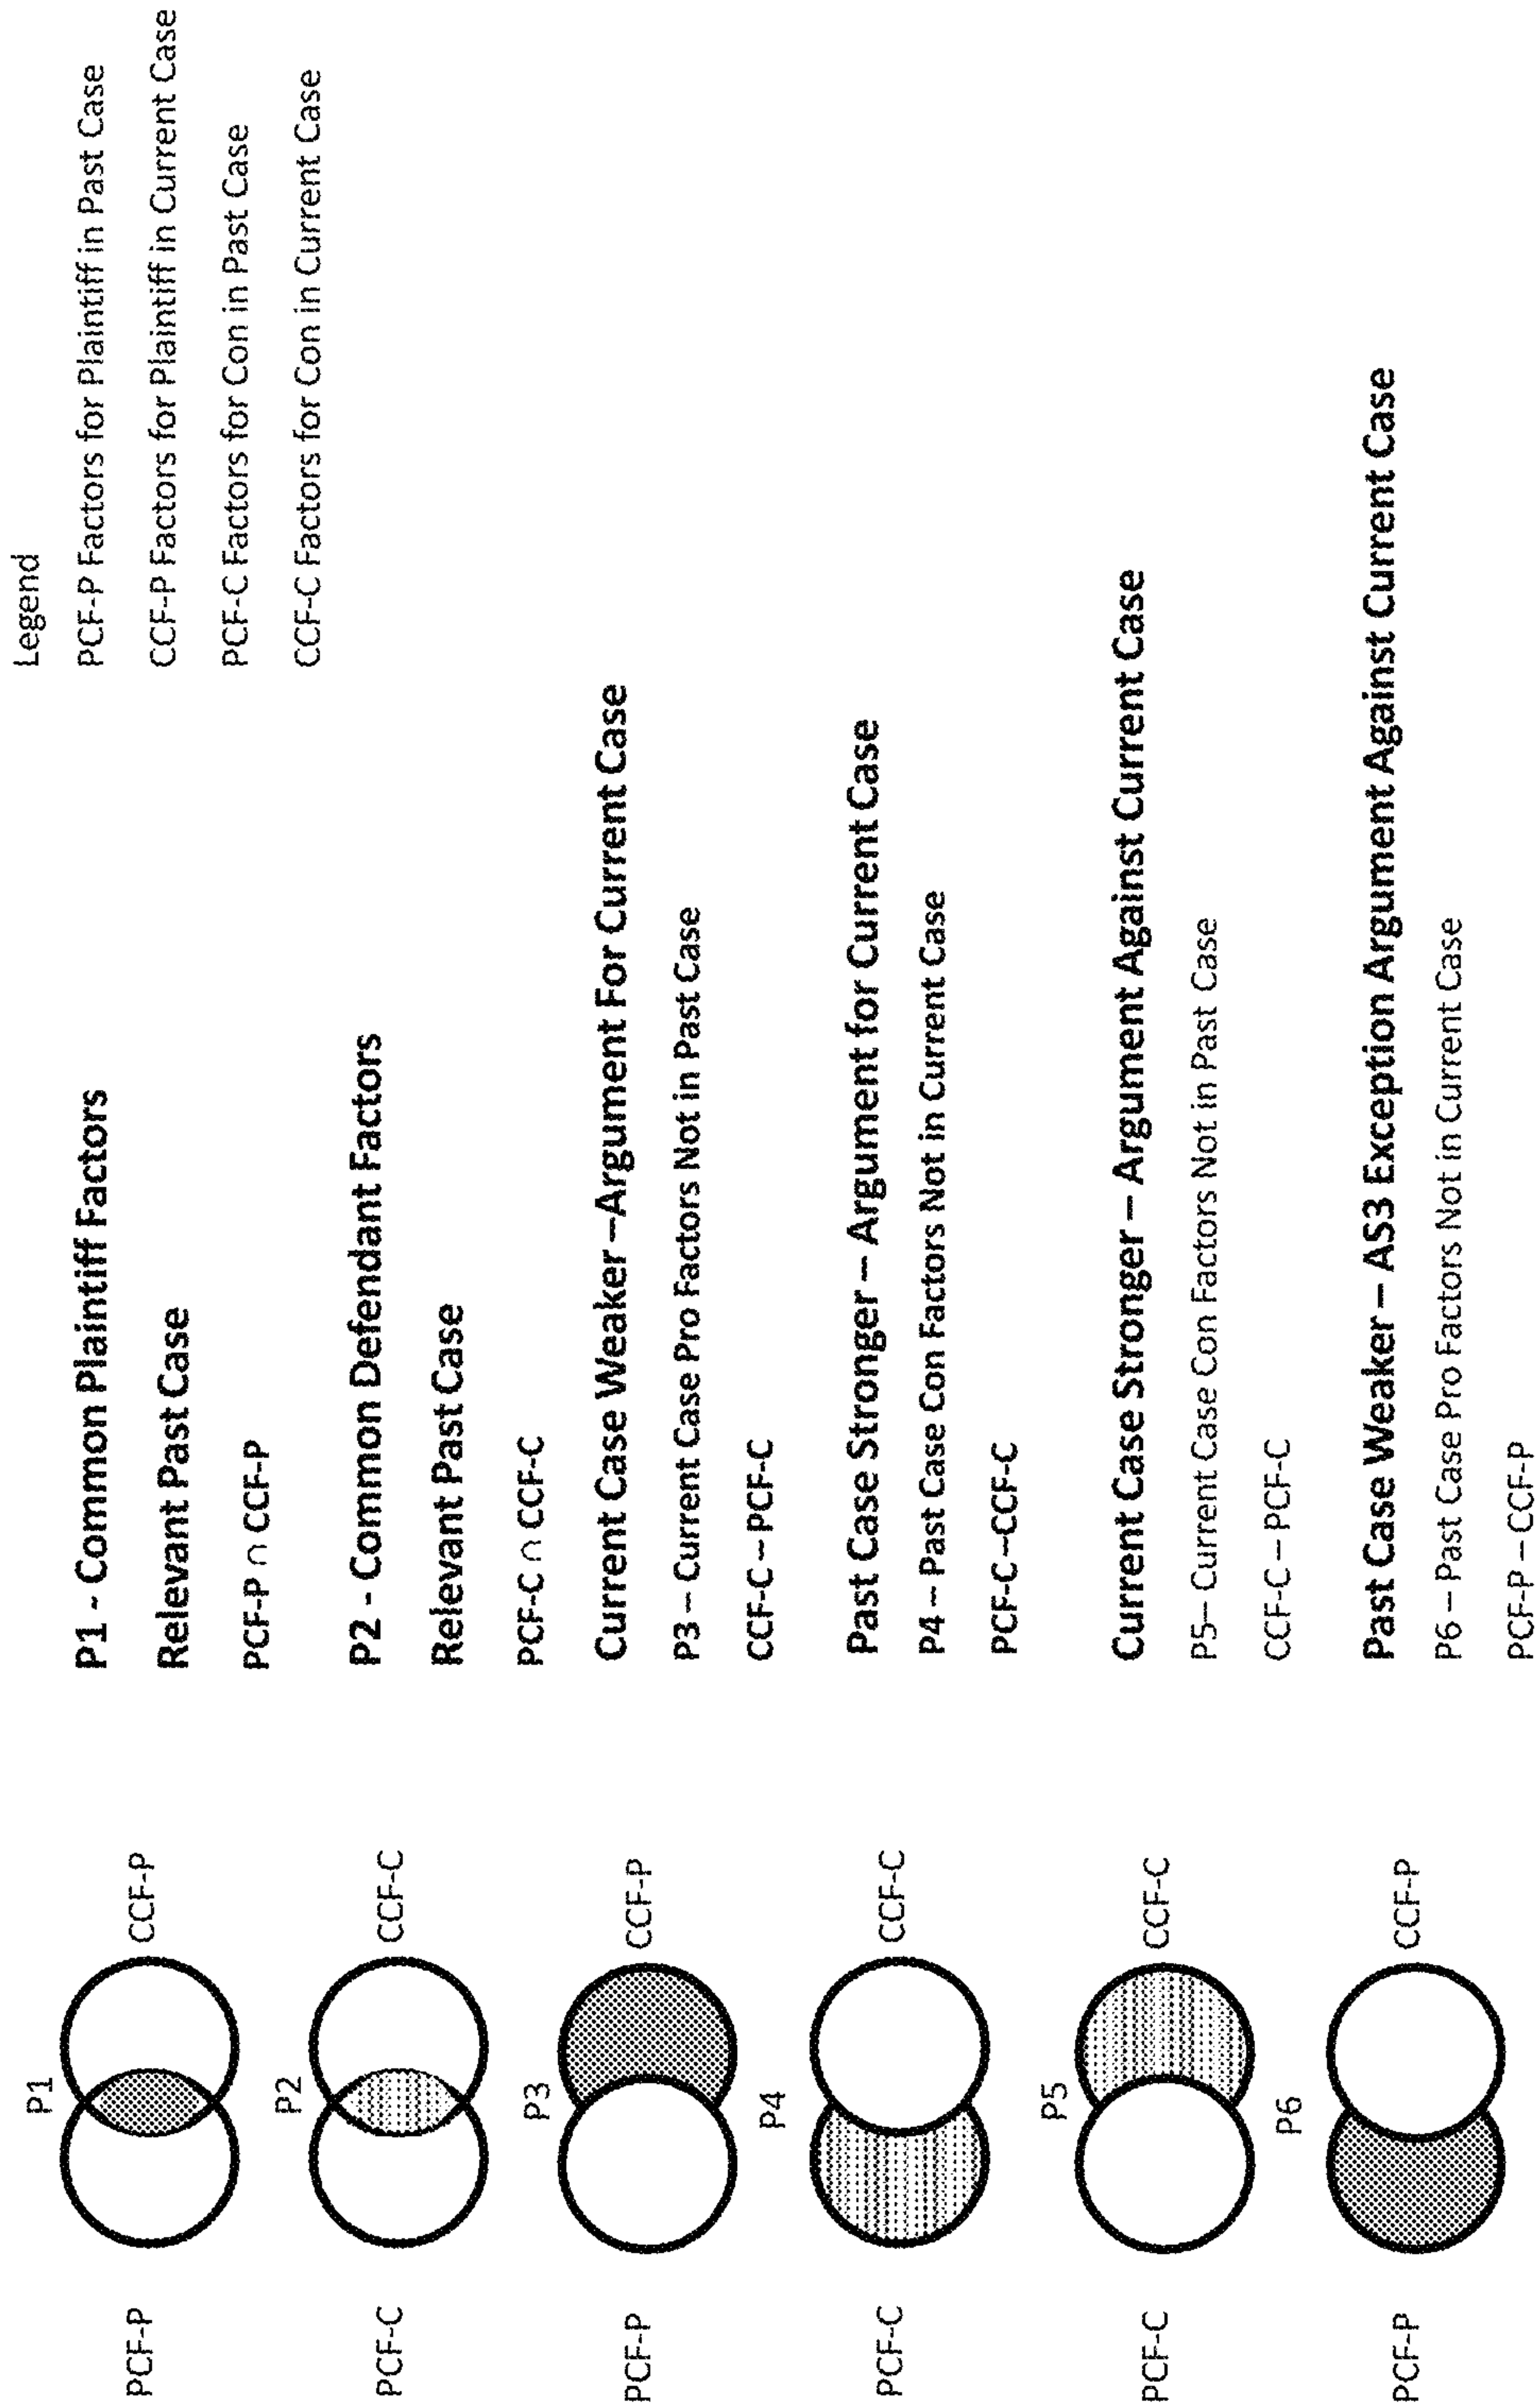 Legend
PCF-P Factors for Plaintiff in Past Case
CCF-P Factors for Plaintiff in Current Case
PCF-C Factors for Con in Past Case
CCF-C Factors for Con in Current Case
P1
PCF-P
CCF-P
P1 - Common Plaintiff Factors
Relevant Past Case
PCF-P ∩ CCF-P
P2
PCF-C
CCF-C
P2 - Common Defendant Factors
Relevant Past Case
PCF-C ∩ CCF-C
P3
PCF-P
CCF-P
Current Case Weaker –Argument For Current Case
P3 – Current Case Pro Factors Not in Past Case
CCF-C – PCF-C
P4
PCF-C
CCF-C
Past Case Stronger – Argument for Current Case
P4 – Past Case Con Factors Not in Current Case
PCF-C –CCF-C
P5
PCF-C
CCF-C
Current Case Stronger – Argument Against Current Case
P5– Current Case Con Factors Not in Past Case
CCF-C – PCF-C
P6
PCF-P
CCF-P
Past Case Weaker – AS3 Exception Argument Against Current Case
P6 – Past Case Pro Factors Not in Current Case
PCF-P – CCF-P